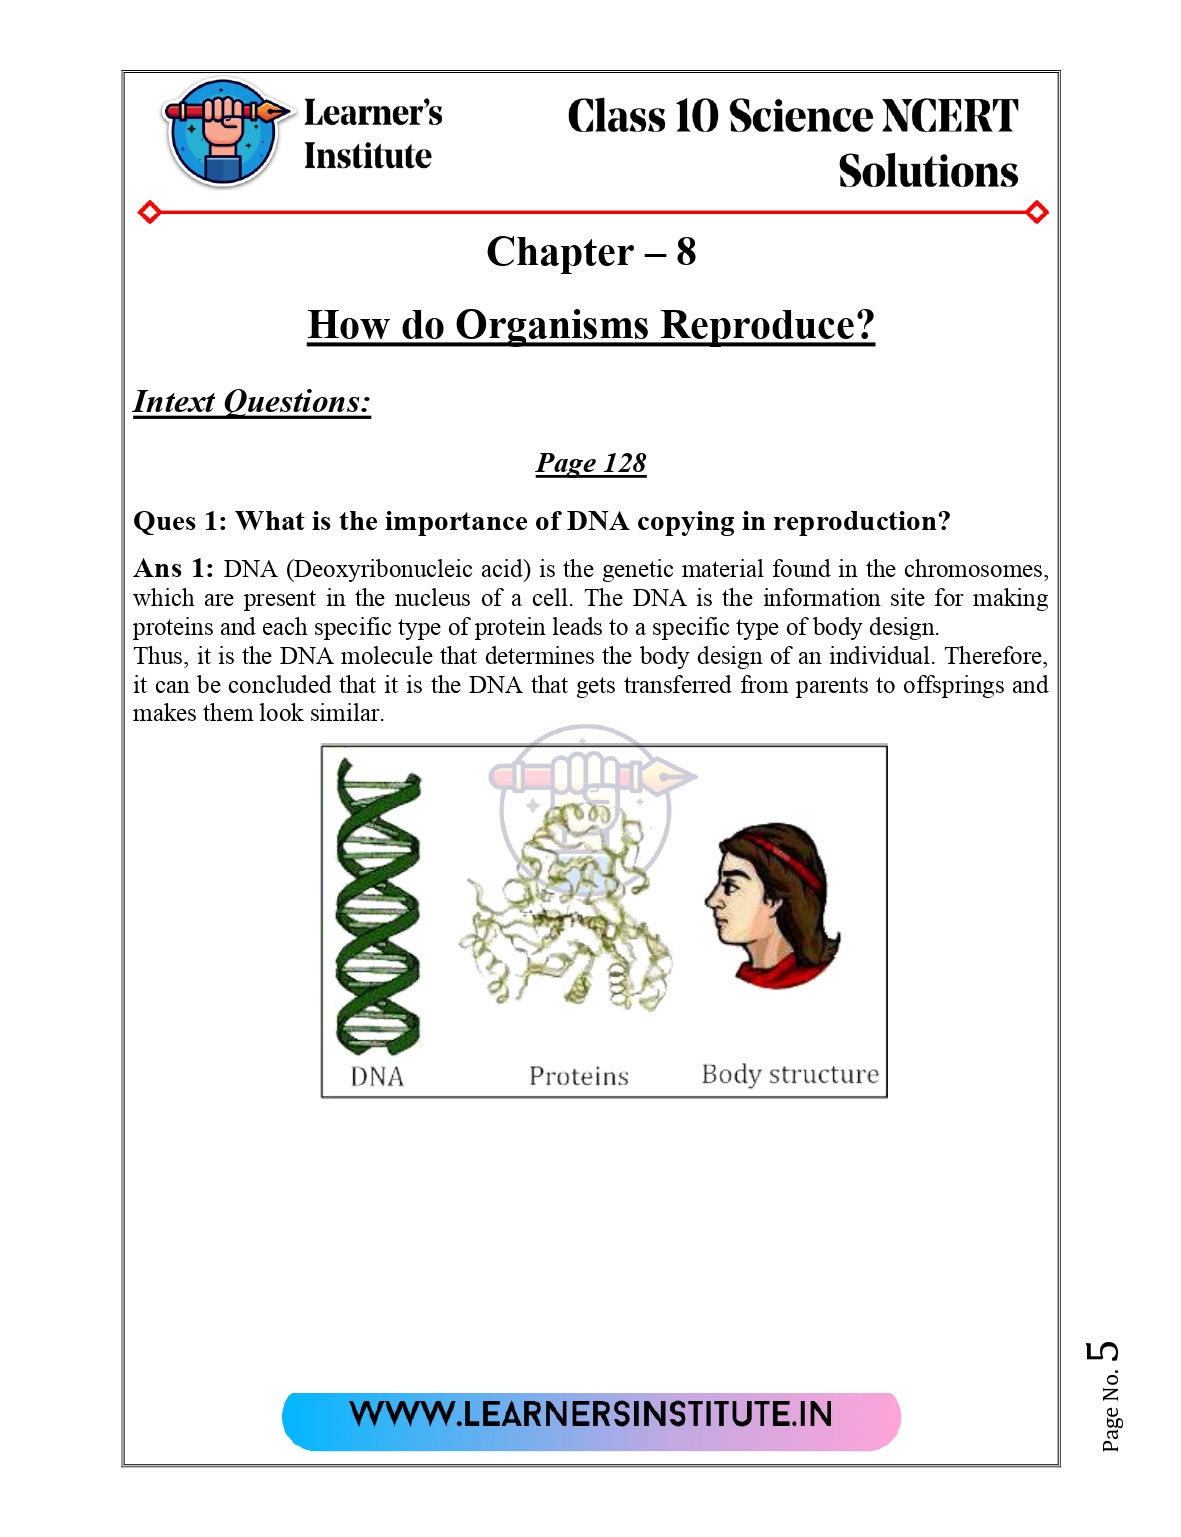 Learner's
Institute
Class 10 Science NCERT
Solutions
Chapter – 8
How do Organisms Reproduce?
Intext Questions:
Page 128
Ques 1: What is the importance of DNA copying in reproduction?
Ans 1: DNA (Deoxyribonucleic acid) is the genetic material found in the chromosomes,
which are present in the nucleus of a cell. The DNA is the information site for making
proteins and each specific type of protein leads to a specific type of body design.
Thus, it is the DNA molecule that determines the body design of an individual. Therefore,
it can be concluded that it is the DNA that gets transferred from parents to offsprings and
makes them look similar.
DNA
Proteins
Body structure
WWW.LEARNERSINSTITUTE.IN
Page No. 5